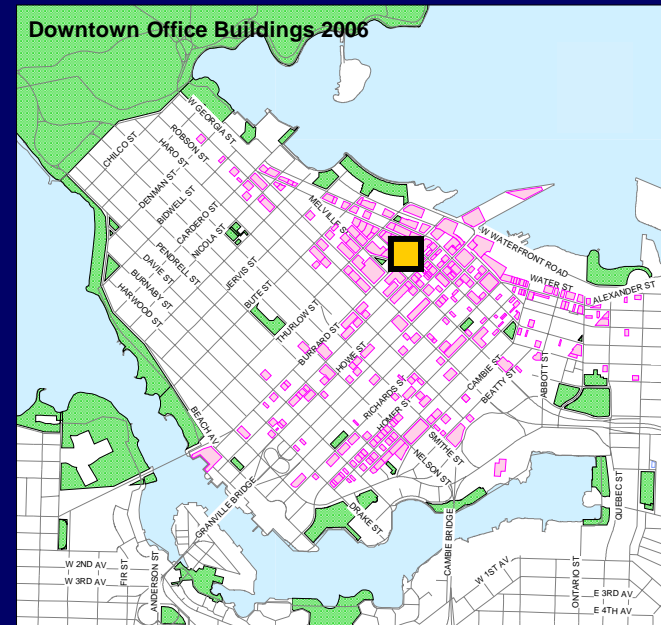 Downtown Office Buildings 2006
W GEORGIA ST
ROBSON ST
HARO ST
CHILCO ST
DENMAN ST
BIDWELL ST
CARDERO ST
NICOLA ST
MELVILLE ST
PENDRELL ST
DAVIE ST
BURNABY ST
HARWOOD ST
JERVIS ST
BUTE ST
THURLOW ST
BURRARD ST
HOWE ST
W WATERFRONT ROAD
WATER ST
ALEXANDER ST
RICHARDS ST
HOMER ST
CAMBIE ST
BEATTY ST
ABBOTT ST
BEACH AV
SMITHE ST
NELSON ST
GRANVILLE BRIDGE
DRAKE ST
CAMBIE BRIDGE
QUEBEC ST
W 2ND AV
W 3RD AV
FIR ST
ANDERSON ST
W 1ST AV
ONTARIO ST
E 3RD AV
E 4TH AV